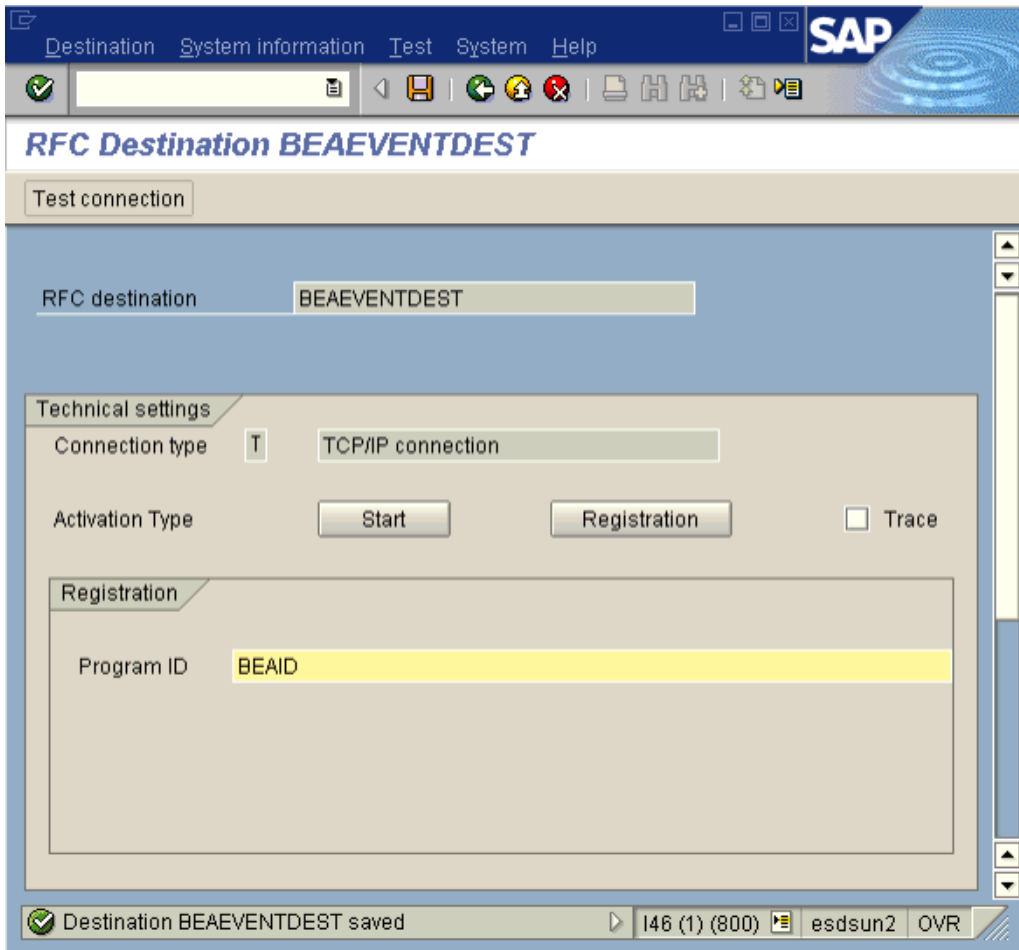 Destination System information Test System Help
SAP
RFC Destination BEAEVENTDEST
Test connection
RFC destination BEAEVENTDEST
Technical settings
Connection type T TCP/IP connection
Activation Type Start Registration Trace
Registration
Program ID BEAID
Destination BEAEVENTDEST saved I46 (1) (800) esdsun2 OVR